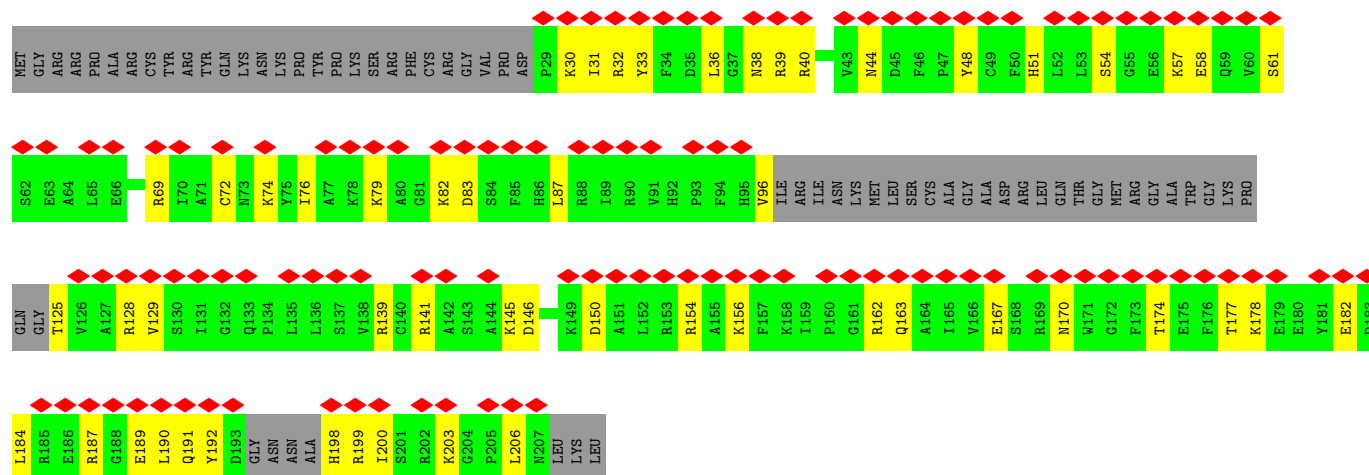 MET GLY ARG ARG PRO ALA ARG CYS TYR ARG TYR GLN LYS ASN LYS PRO TYR PRO LYS SER ARG PHE CYS ARG GLY VAL PRO ASP P29 K30 I31 R32 Y33 F34 D35 L36 G37 N38 R39 R40 V43 N44 D45 F46 P47 Y48 C49 F50 H51 L52 L53 S54 G55 E56 K57 E58 Q59 V60 S61
S62 E63 A64 L65 E66 R69 I70 A71 C72 N73 K74 Y75 I76 A77 K78 K79 A80 G81 K82 D83 S84 F85 H86 L87 R88 I89 R90 V91 H92 P93 F94 H95 V96 ILE ARG ILE ASN LYS MET LEU SER CYS ALA GLY ALA ASP ARG LEU GLN THR GLY MET ARG GLY ALA TRP GLY LYS PRO
GLN GLY T125 V126 A127 R128 V129 S130 I131 G132 Q133 P134 L135 L136 S137 V138 R139 C140 R141 A142 S143 A144 K145 D146 K149 D150 A151 L152 R153 R154 A155 K156 F157 K158 I159 P160 G161 R162 Q163 A164 I165 V166 E167 S168 R169 N170 W171 G172 F173 T174 E175 F176 T177 K178 E179 E180 Y181 E182
L184 R185 E186 R187 G188 E189 L190 Q191 Y192 D193 GLY ASN ASN ALA H198 R199 I200 S201 R202 K203 G204 P205 L206 N207 LEU LYS LEU